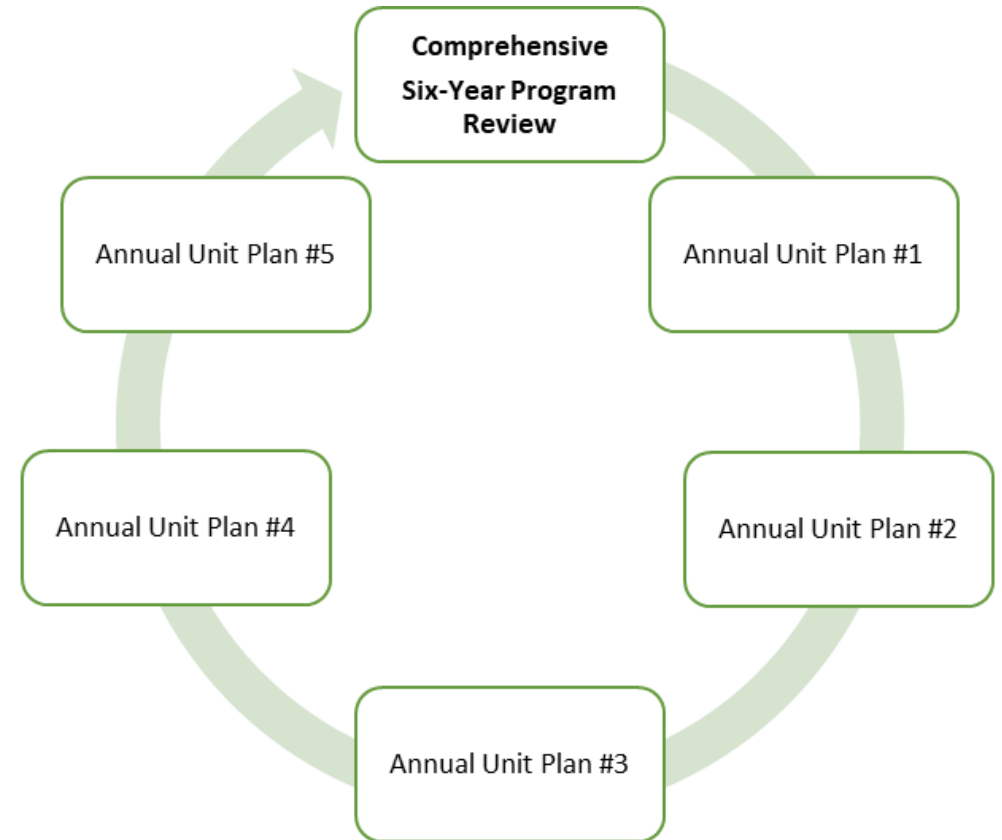 Comprehensive
Six-Year Program
Review
Annual Unit Plan #1
Annual Unit Plan #2
Annual Unit Plan #3
Annual Unit Plan #4
Annual Unit Plan #5